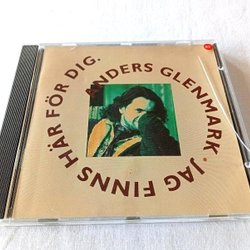 ANDERS GLENMARK
• JAG FINNS HÄR FÖR DIG.